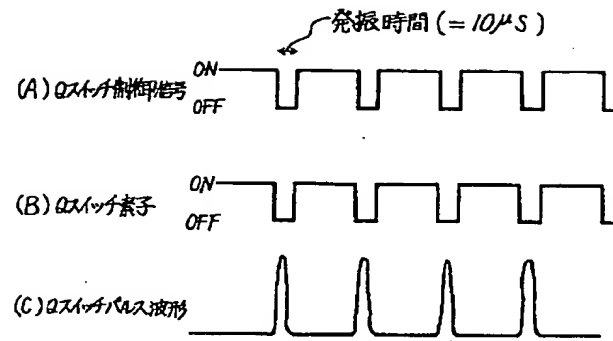 発振時間 (= 10μS)
(A) Qスイッチ制御信号
ON
OFF
(B) Qスイッチ素子
ON
OFF
(C) Qスイッチパルス波形